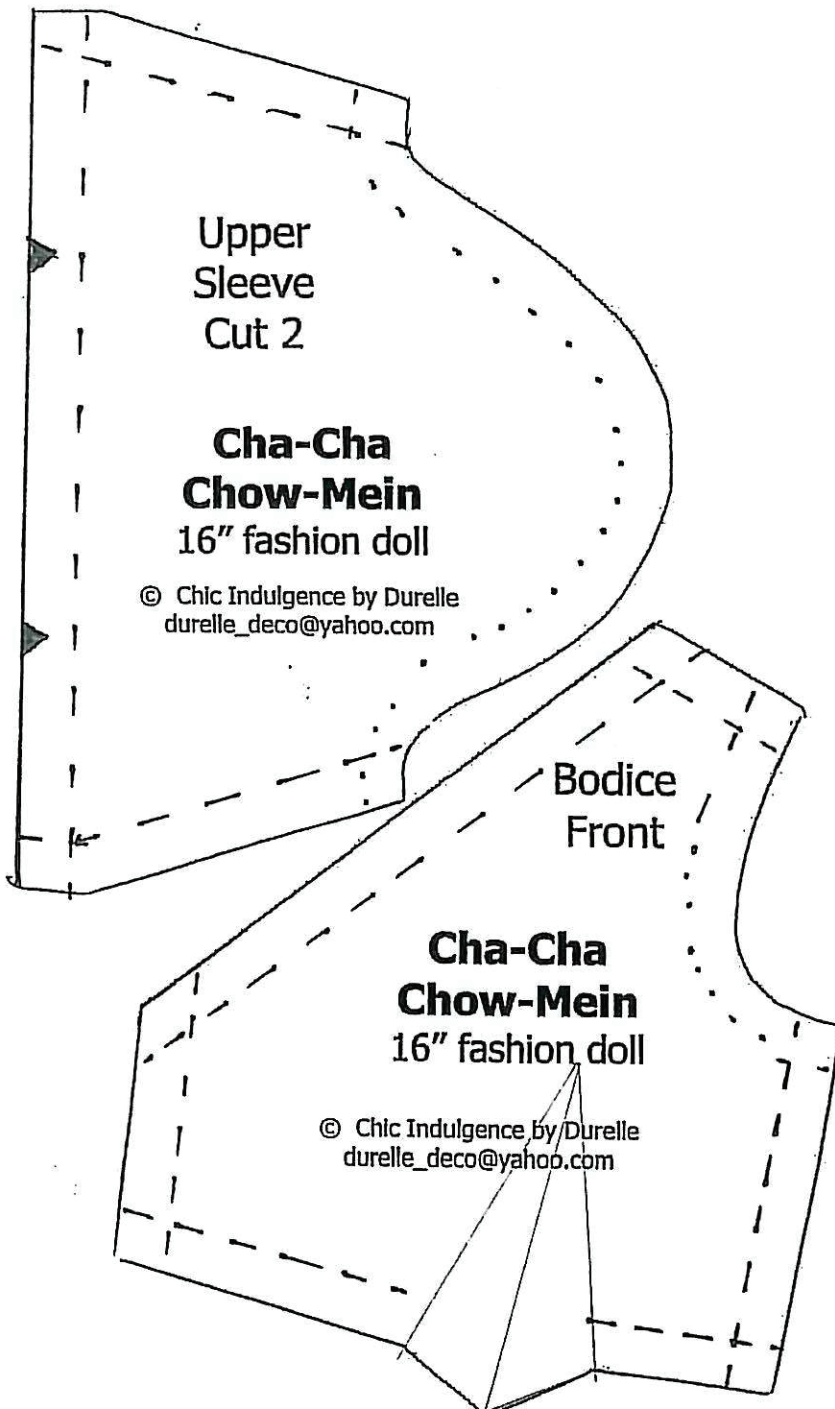 Upper
Sleeve
Cut 2
Cha-Cha
Chow-Mein
16" fashion doll
© Chic Indulgence by Durelle
durelle_deco@yahoo.com
Bodice
Front
Cha-Cha
Chow-Mein
16" fashion doll
© Chic Indulgence by Durelle
durelle_deco@yahoo.com